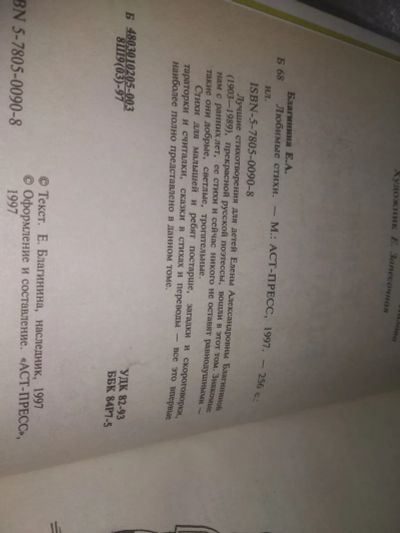 Художник Е. Запесочная
Благинина Е.А.
Б 68 Любимые стихи. — М.: АСТ-ПРЕСС, 1997. — 256 с.:
ил.
ISBN-5-7805-0090-8
Лучшие стихотворения для детей Елены Александровны Благининой
(1903—1989), прекрасной русской поэтессы, вошли в этот том. Знакомые
нам с ранних лет, ее стихи и сейчас никого не оставят равнодушными —
такие они добрые, светлые, трогательные.
Стихи для малышей и ребят постарше, загадки и скороговорки,
тараторки и считалки, сказки в стихах и переводы — все это впервые
наиболее полно представлено в данном томе.
Б 4803010205-003
8П9(03)-97
УДК 82-93
ББК 84Р7-5
BN 5-7805-0090-8
© Текст. Е. Благинина, наследник, 1997
© Оформление и составление. «АСТ-ПРЕСС»,
1997